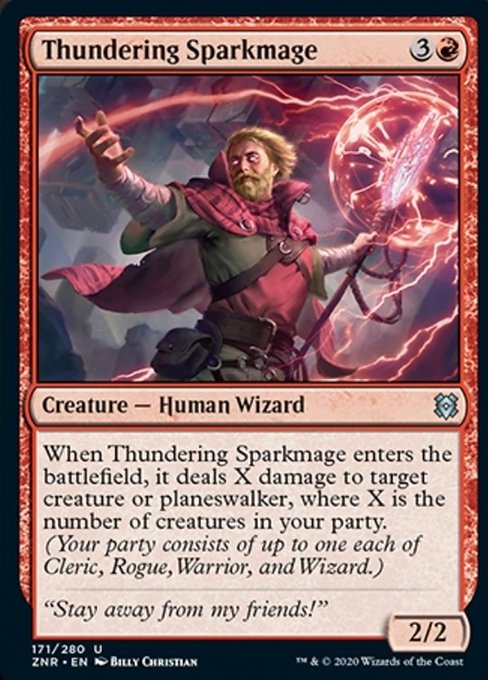 Thundering Sparkmage 3
Creature — Human Wizard
When Thundering Sparkmage enters the
battlefield, it deals X damage to target
creature or planeswalker, where X is the
number of creatures in your party.
(Your party consists of up to one each of
Cleric, Rogue, Warrior, and Wizard.)
“Stay away from my friends!”
2/2
171/280 U
ZNR • EN Billy Christian
™ & © 2020 Wizards of the Coast